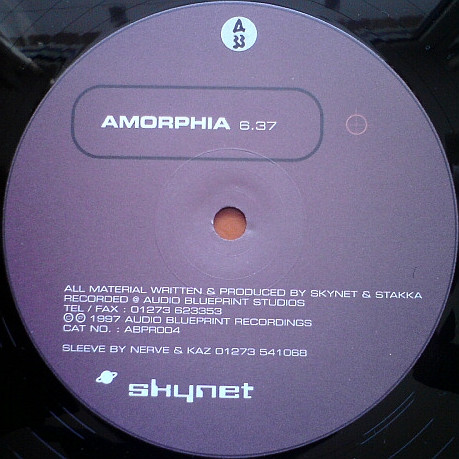 A
33
AMORPHIA 6.37
ALL MATERIAL WRITTEN & PRODUCED BY SKYNET & STAKKA
RECORDED @ AUDIO BLUEPRINT STUDIOS
TEL / FAX : 01273 623353
℗ © 1997 AUDIO BLUEPRINT RECORDINGS
CAT NO. : ABPR004
SLEEVE BY NERVE & KAZ 01273 541068
skynet